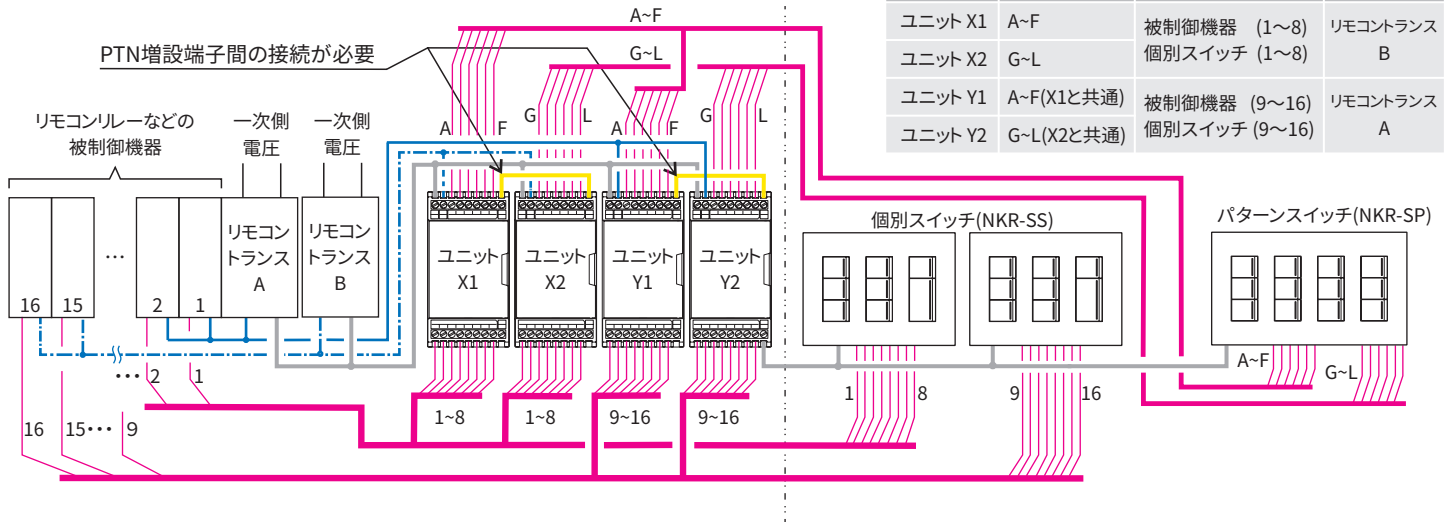 A~F
ユニット X1 A~F 被制御機器 (1〜8) リモコントランス
個別スイッチ (1〜8) B
ユニット X2 G~L
ユニット Y1 A~F(X1と共通) 被制御機器 (9〜16) リモコントランス
個別スイッチ (9〜16) A
ユニット Y2 G~L(X2と共通)
PTN増設端子間の接続が必要
G~L
リモコンリレーなどの
被制御機器
一次側
電圧
一次側
電圧
A F G L A F G L
リモコン
トランス
A
リモコン
トランス
B
ユニット
X1
ユニット
X2
ユニット
Y1
ユニット
Y2
個別スイッチ(NKR-SS)
パターンスイッチ(NKR-SP)
16 15 … 2 1
A~F
G~L
… 2 1
1 8 9 16
1~8 1~8 9~16 9~16
16 15 … 9